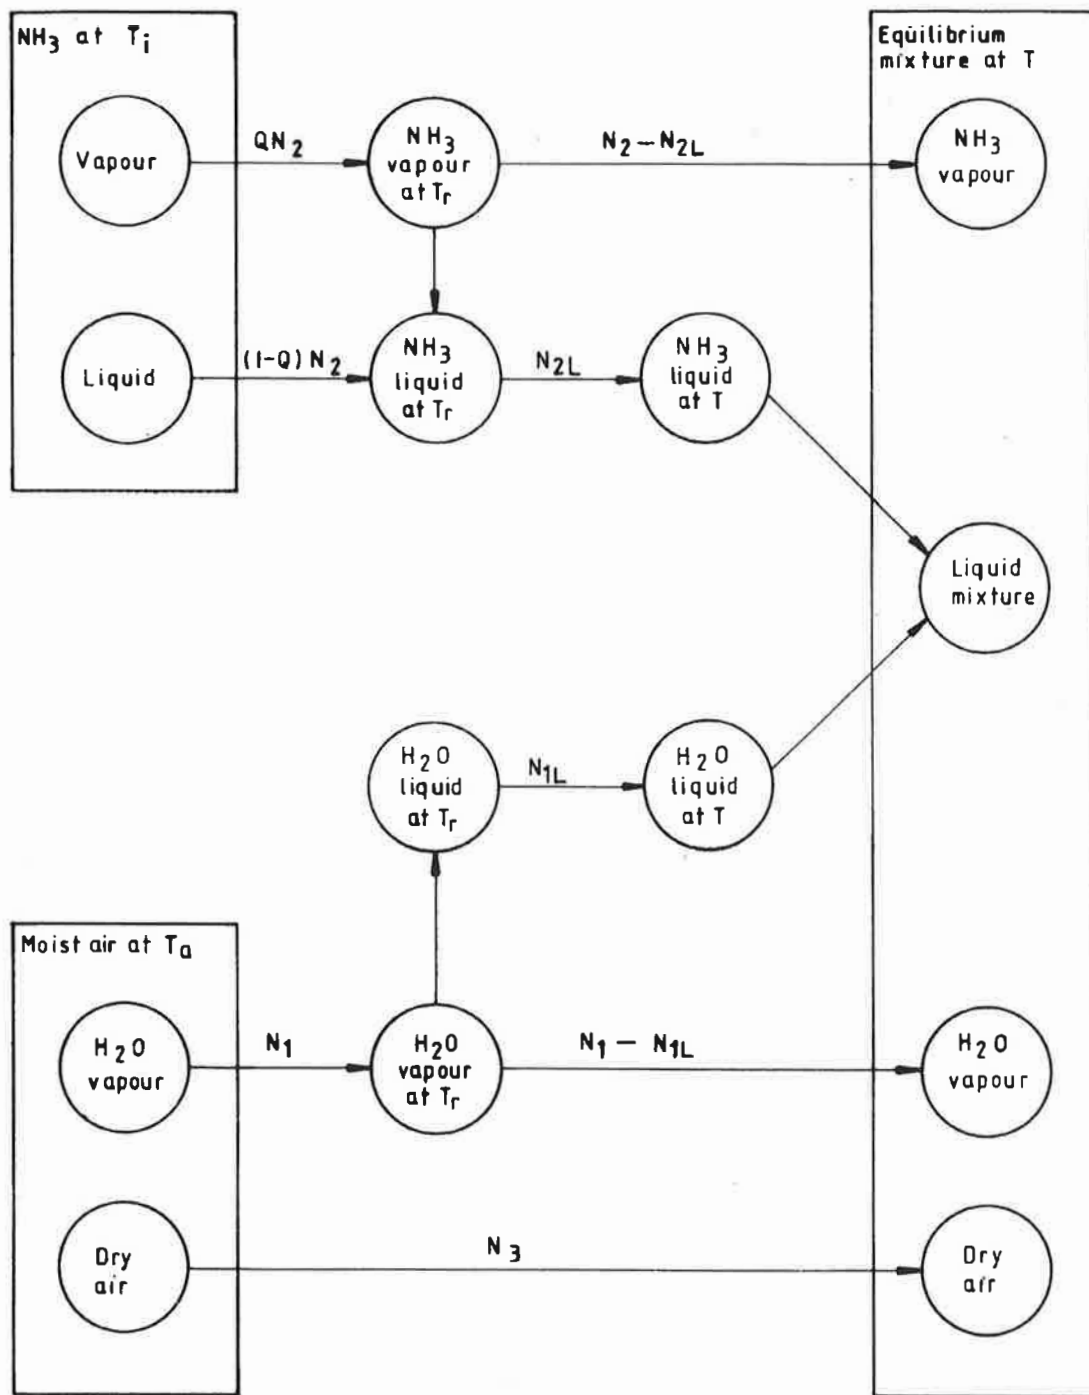 NH3 at Ti
Vapour
QN2
NH3
vapour
at Tr
N2-N2L
Equilibrium
mixture at T
NH3
vapour
Liquid
(1-Q)N2
NH3
liquid
at Tr
N2L
NH3
liquid
at T
Liquid
mixture
H2O
liquid
at Tr
N1L
H2O
liquid
at T
Moist air at Ta
H2O
vapour
N1
H2O
vapour
at Tr
N1 - N1L
H2O
vapour
Dry
air
N3
Dry
air